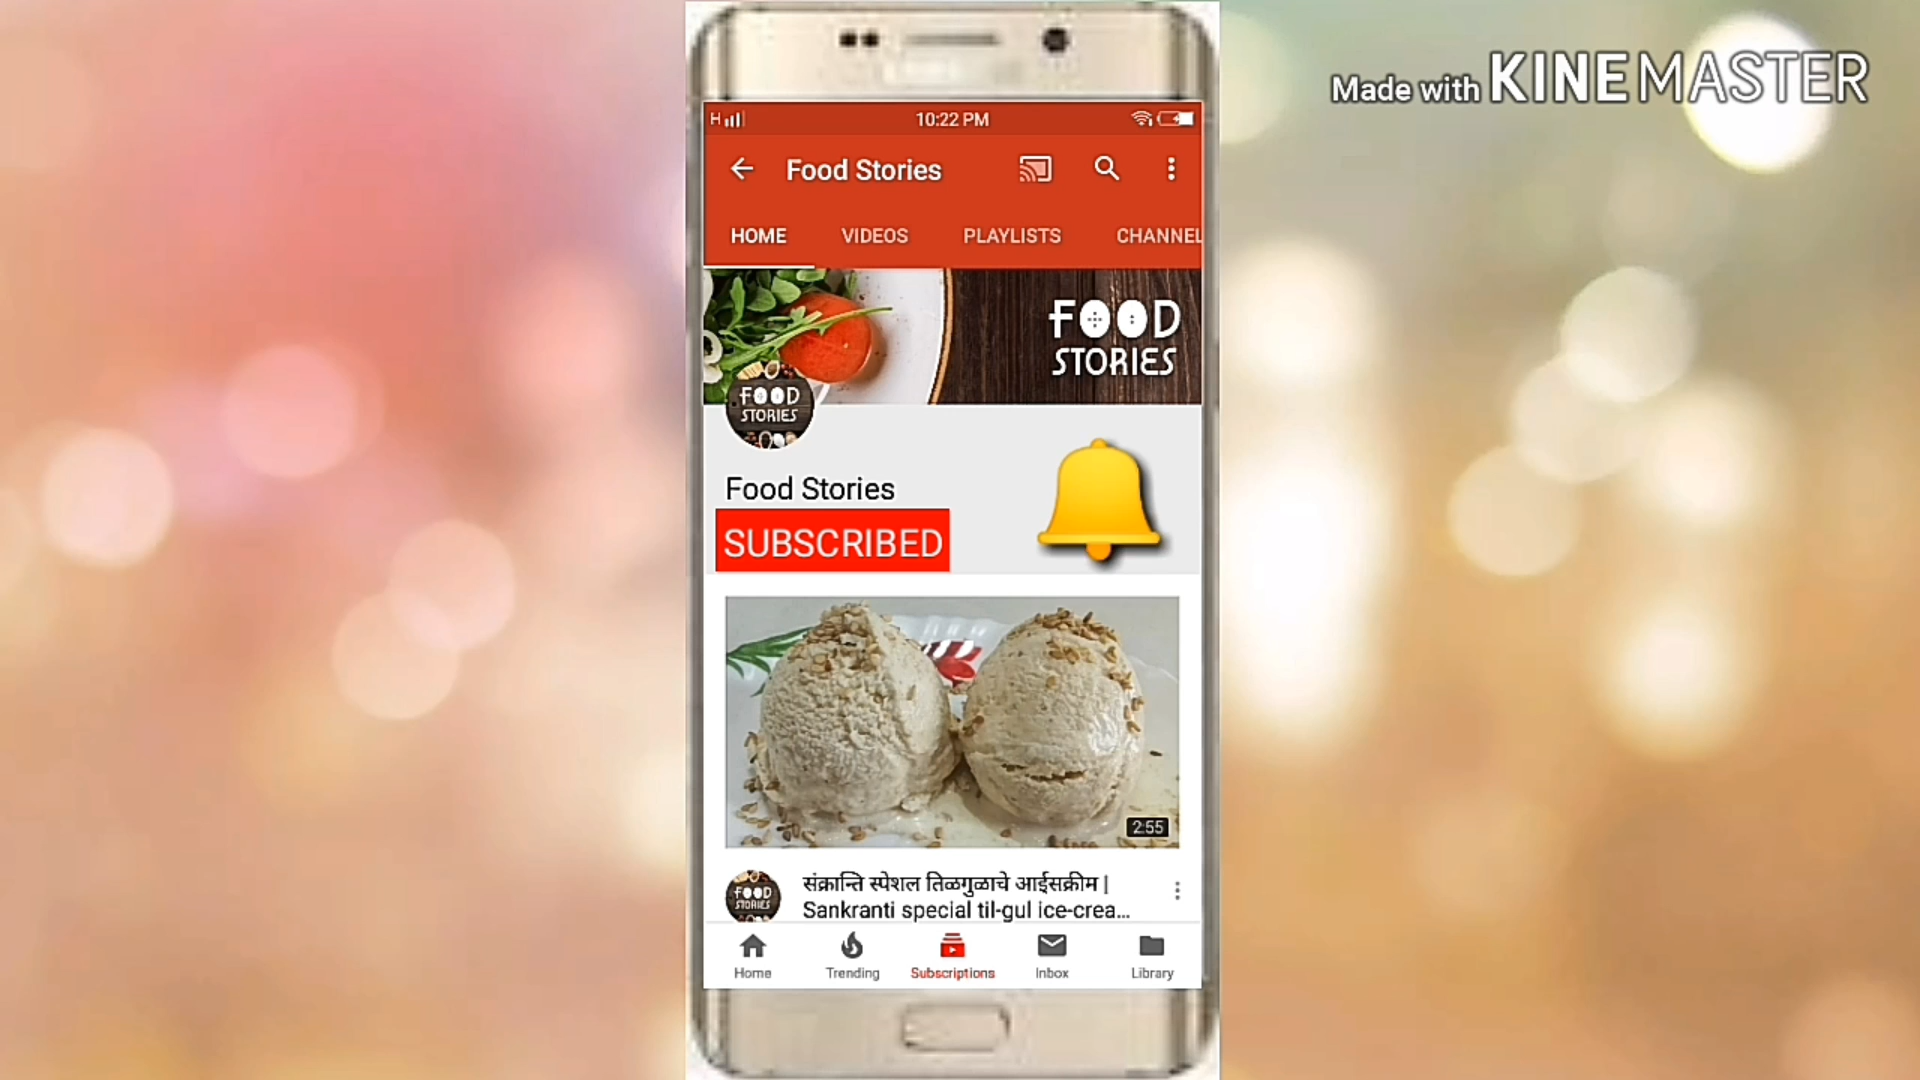 Made with KINEMASTER
H 10:22 PM
Food Stories
HOME VIDEOS PLAYLISTS CHANNEL
FOOD
STORIES
FOOD
STORIES
Food Stories
SUBSCRIBED
2:55
FOOD
STORIES
संक्रान्ति स्पेशल तिळगुळाचे आईसक्रीम |
Sankranti special til-gul ice-crea...
Home Trending Subscriptions Inbox Library